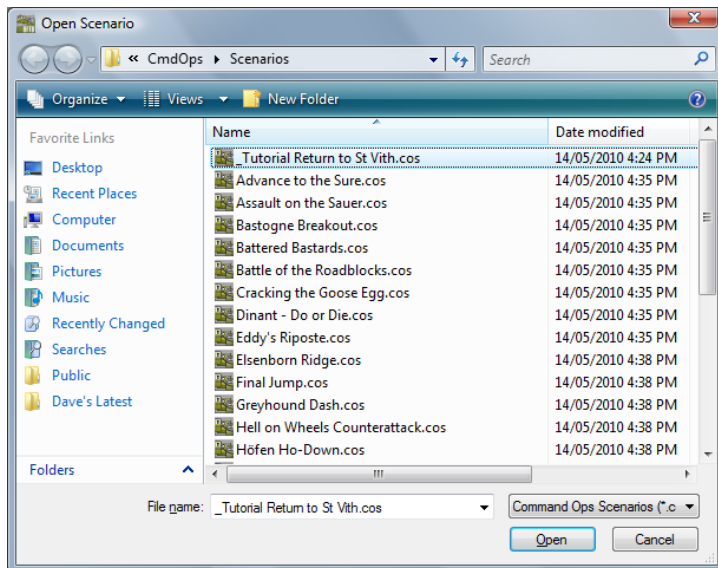 Open Scenario
« CmdOps ▸ Scenarios
Search
Organize Views New Folder
Favorite Links
Desktop
Recent Places
Computer
Documents
Pictures
Music
Recently Changed
Searches
Public
Dave's Latest
Folders
Name Date modified
_Tutorial Return to St Vith.cos 14/05/2010 4:24 PM
Advance to the Sure.cos 14/05/2010 4:35 PM
Assault on the Sauer.cos 14/05/2010 4:35 PM
Bastogne Breakout.cos 14/05/2010 4:35 PM
Battered Bastards.cos 14/05/2010 4:35 PM
Battle of the Roadblocks.cos 14/05/2010 4:35 PM
Cracking the Goose Egg.cos 14/05/2010 4:35 PM
Dinant - Do or Die.cos 14/05/2010 4:35 PM
Eddy's Riposte.cos 14/05/2010 4:35 PM
Elsenborn Ridge.cos 14/05/2010 4:38 PM
Final Jump.cos 14/05/2010 4:38 PM
Greyhound Dash.cos 14/05/2010 4:38 PM
Hell on Wheels Counterattack.cos 14/05/2010 4:38 PM
Höfen Ho-Down.cos 14/05/2010 4:38 PM
File name: _Tutorial Return to St Vith.cos
Command Ops Scenarios (*.c
Open Cancel